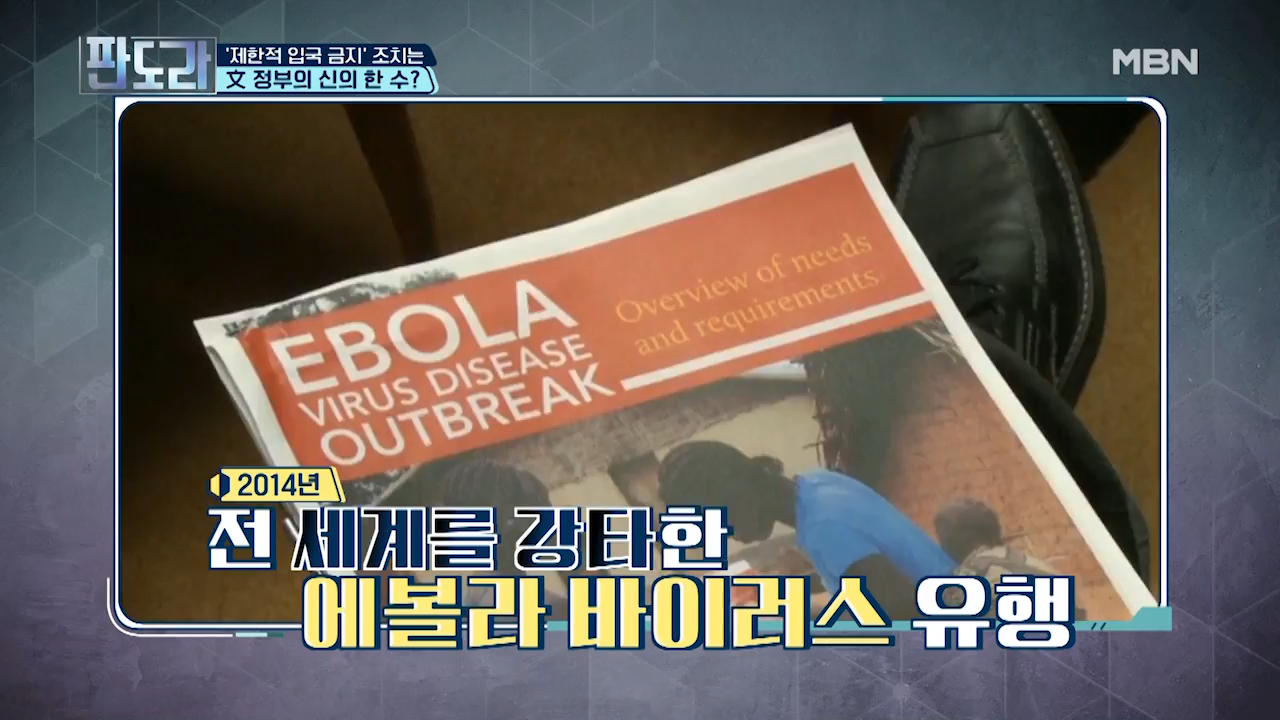 판도라
'제한적 입국 금지' 조치는
文 정부의 신의 한 수?
MBN
EBOLA
VIRUS DISEASE
OUTBREAK
Overview of needs
and requirements
2014년
전 세계를 강타한
에볼라 바이러스 유행